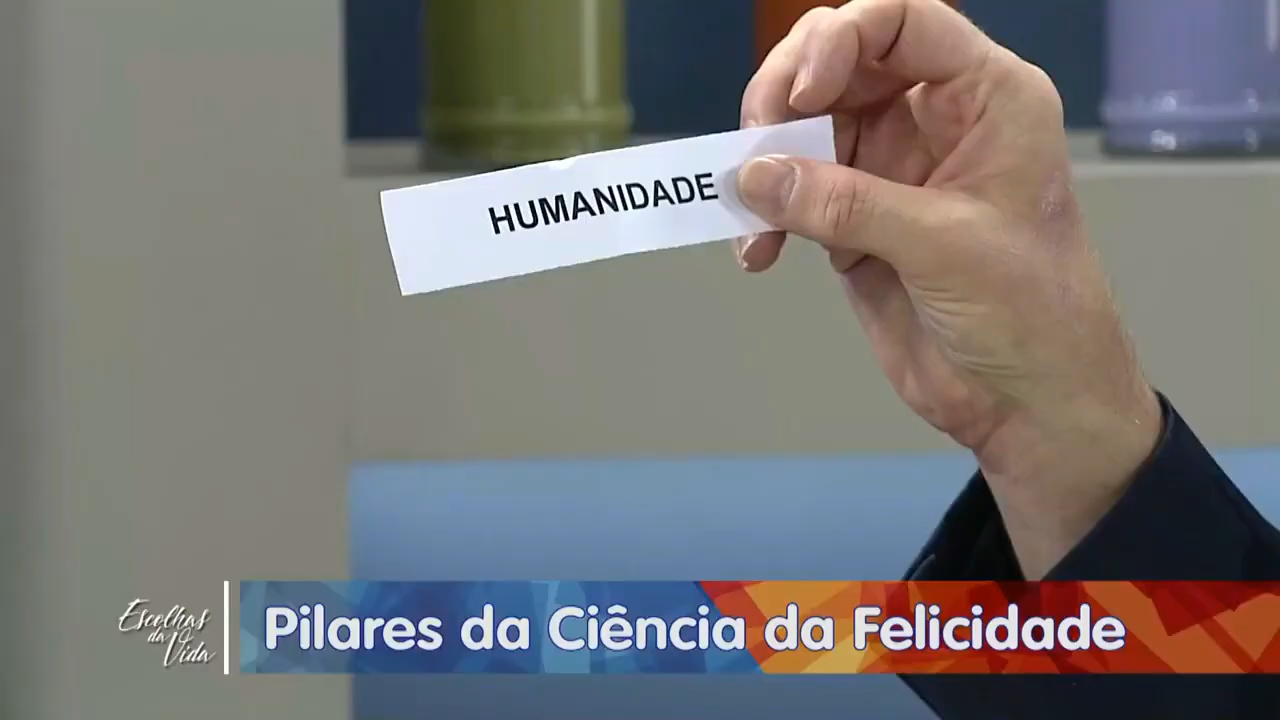 HUMANIDADE
Escolhas
da
Vida
Pilares da Ciência da Felicidade